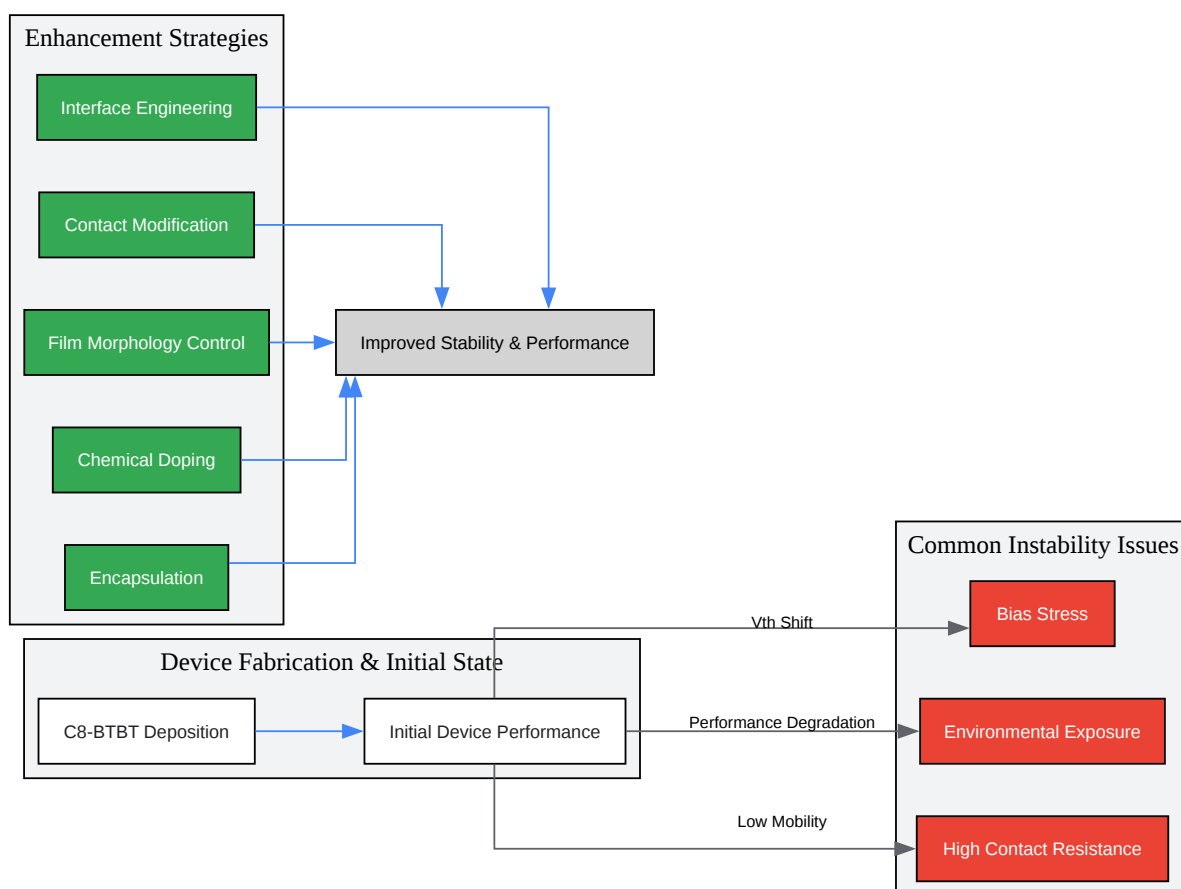 Enhancement Strategies
Interface Engineering
Contact Modification
Film Morphology Control
Improved Stability & Performance
Chemical Doping
Encapsulation
Common Instability Issues
Bias Stress
Vth Shift
Device Fabrication & Initial State
C8-BTBT Deposition
Initial Device Performance
Performance Degradation
Environmental Exposure
Low Mobility
High Contact Resistance